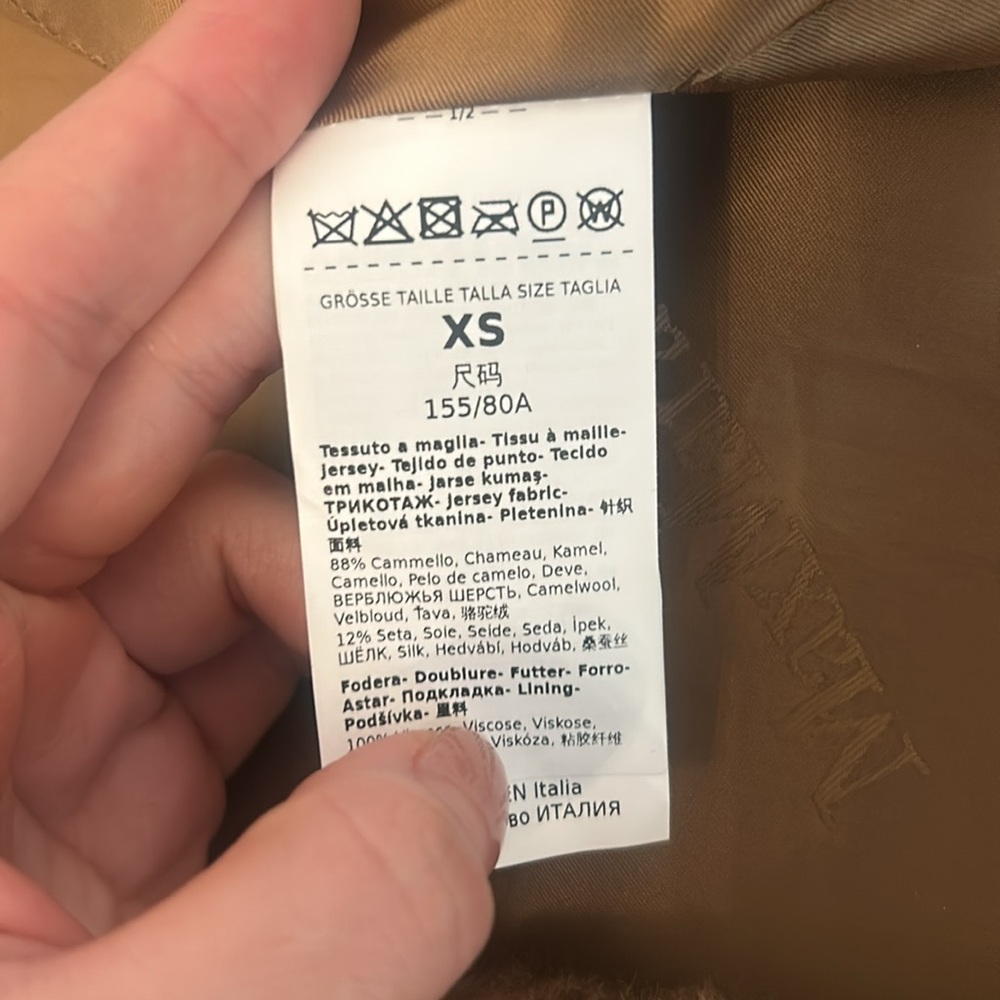 1/2
GRÖSSE TAILLE TALLA SIZE TAGLIA
XS
尺码
155/80A
Tessuto a maglia- Tissu à maille-
Jersey- Tejido de punto- Tecido
em malha- Jarse kumaş-
ТРИКОТАЖ- Jersey fabric-
Úpletová tkanina- Pletenina- 针织
面料
88% Cammello, Chameau, Kamel,
Camello, Pelo de camelo, Deve,
ВЕРБЛЮЖЬЯ ШЕРСТЬ, Camelwool,
Velbloud, Ťava, 骆驼绒
12% Seta, Soie, Seide, Seda, İpek,
ШЁЛК, Silk, Hedvábí, Hodváb, 桑蚕丝
Fodera- Doublure- Futter- Forro-
Astar- Подкладка- Lining-
Podšívka- 里料
100% Viscose, Viskose,
Viskóza, 粘胶纤维
EN Italia
во ИТАЛИЯ